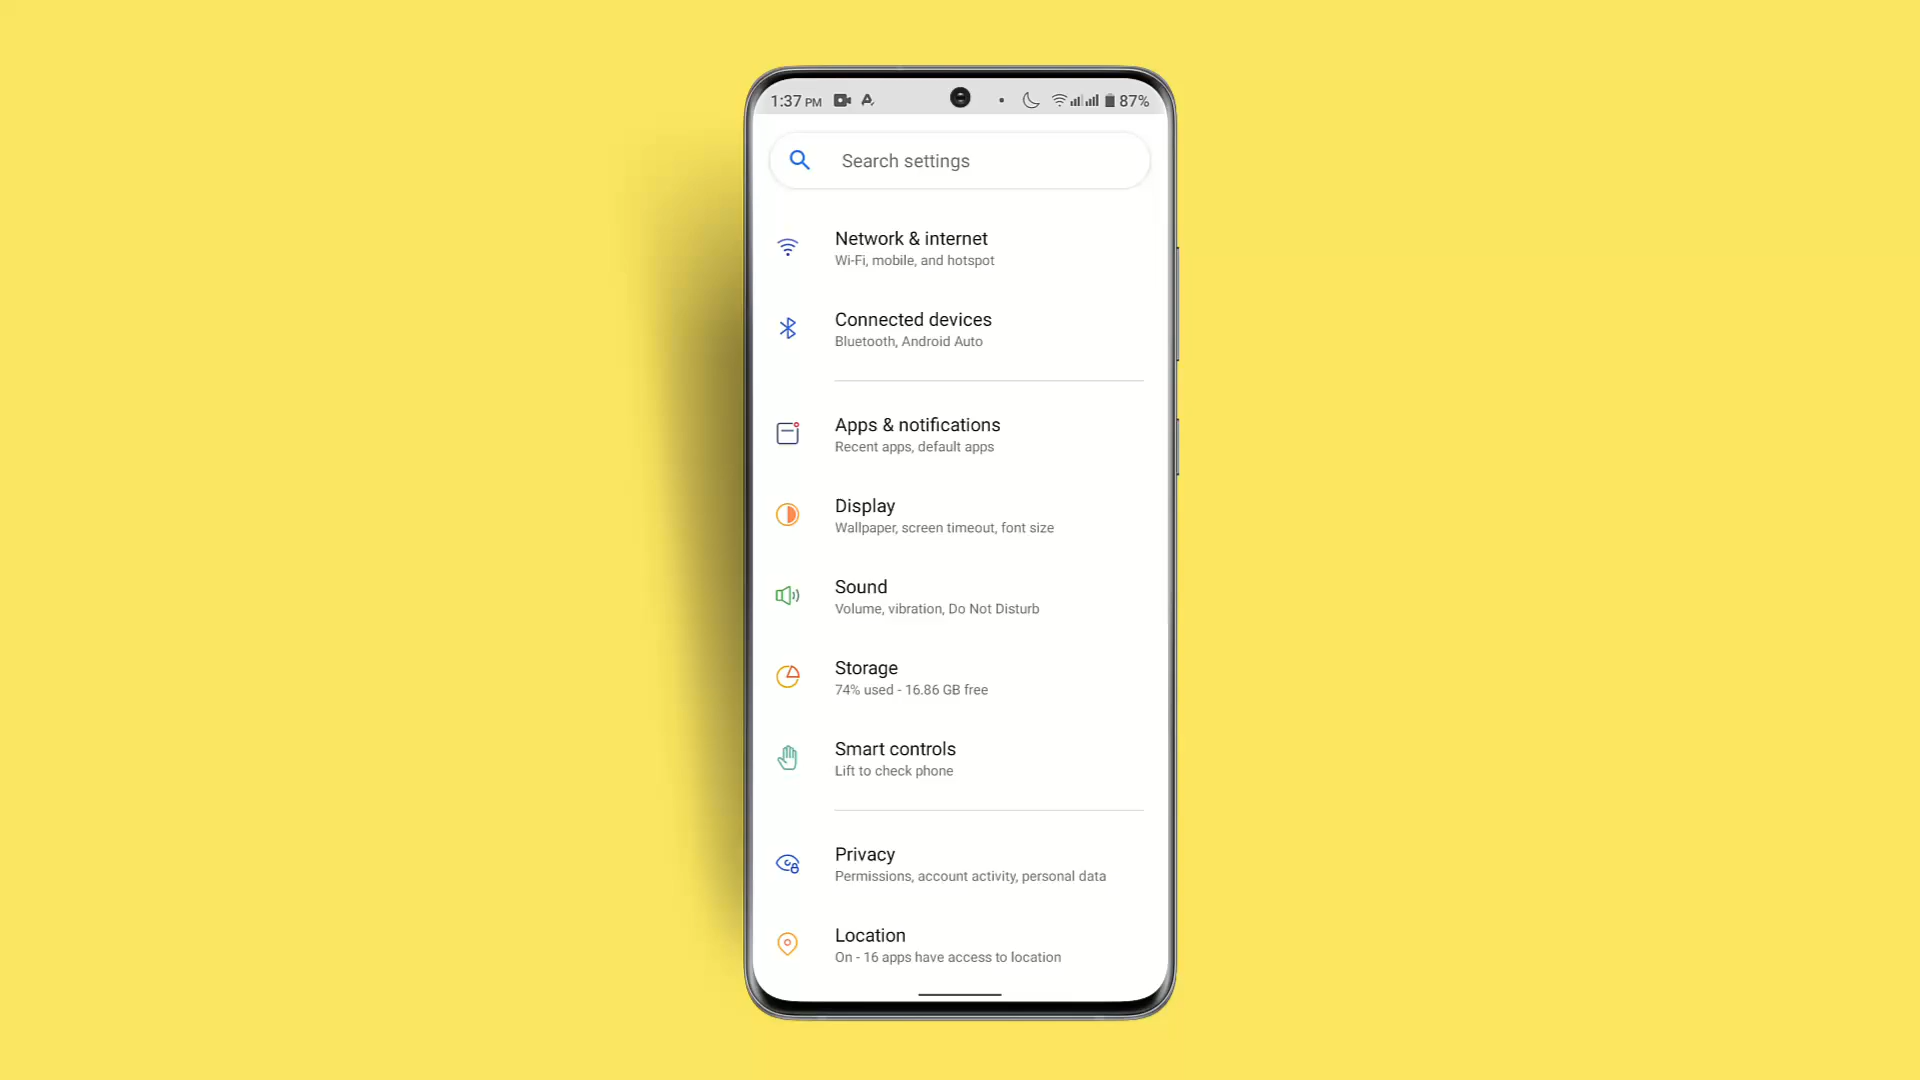 1:37 PM 87%
Search settings
Network & internet
Wi-Fi, mobile, and hotspot
Connected devices
Bluetooth, Android Auto
Apps & notifications
Recent apps, default apps
Display
Wallpaper, screen timeout, font size
Sound
Volume, vibration, Do Not Disturb
Storage
74% used - 16.86 GB free
Smart controls
Lift to check phone
Privacy
Permissions, account activity, personal data
Location
On - 16 apps have access to location